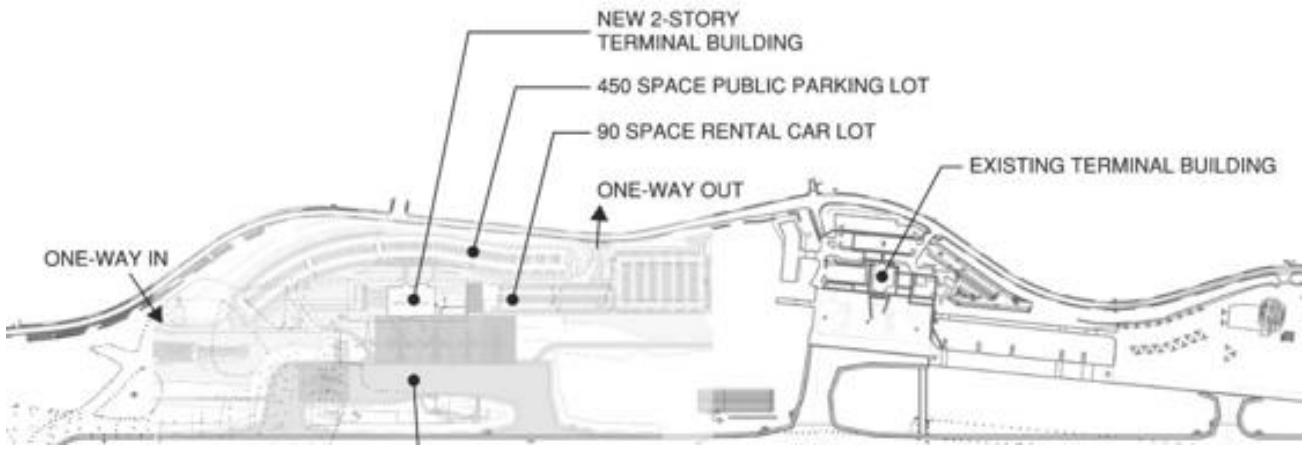 NEW 2-STORY
TERMINAL BUILDING
450 SPACE PUBLIC PARKING LOT
90 SPACE RENTAL CAR LOT
EXISTING TERMINAL BUILDING
ONE-WAY OUT
ONE-WAY IN